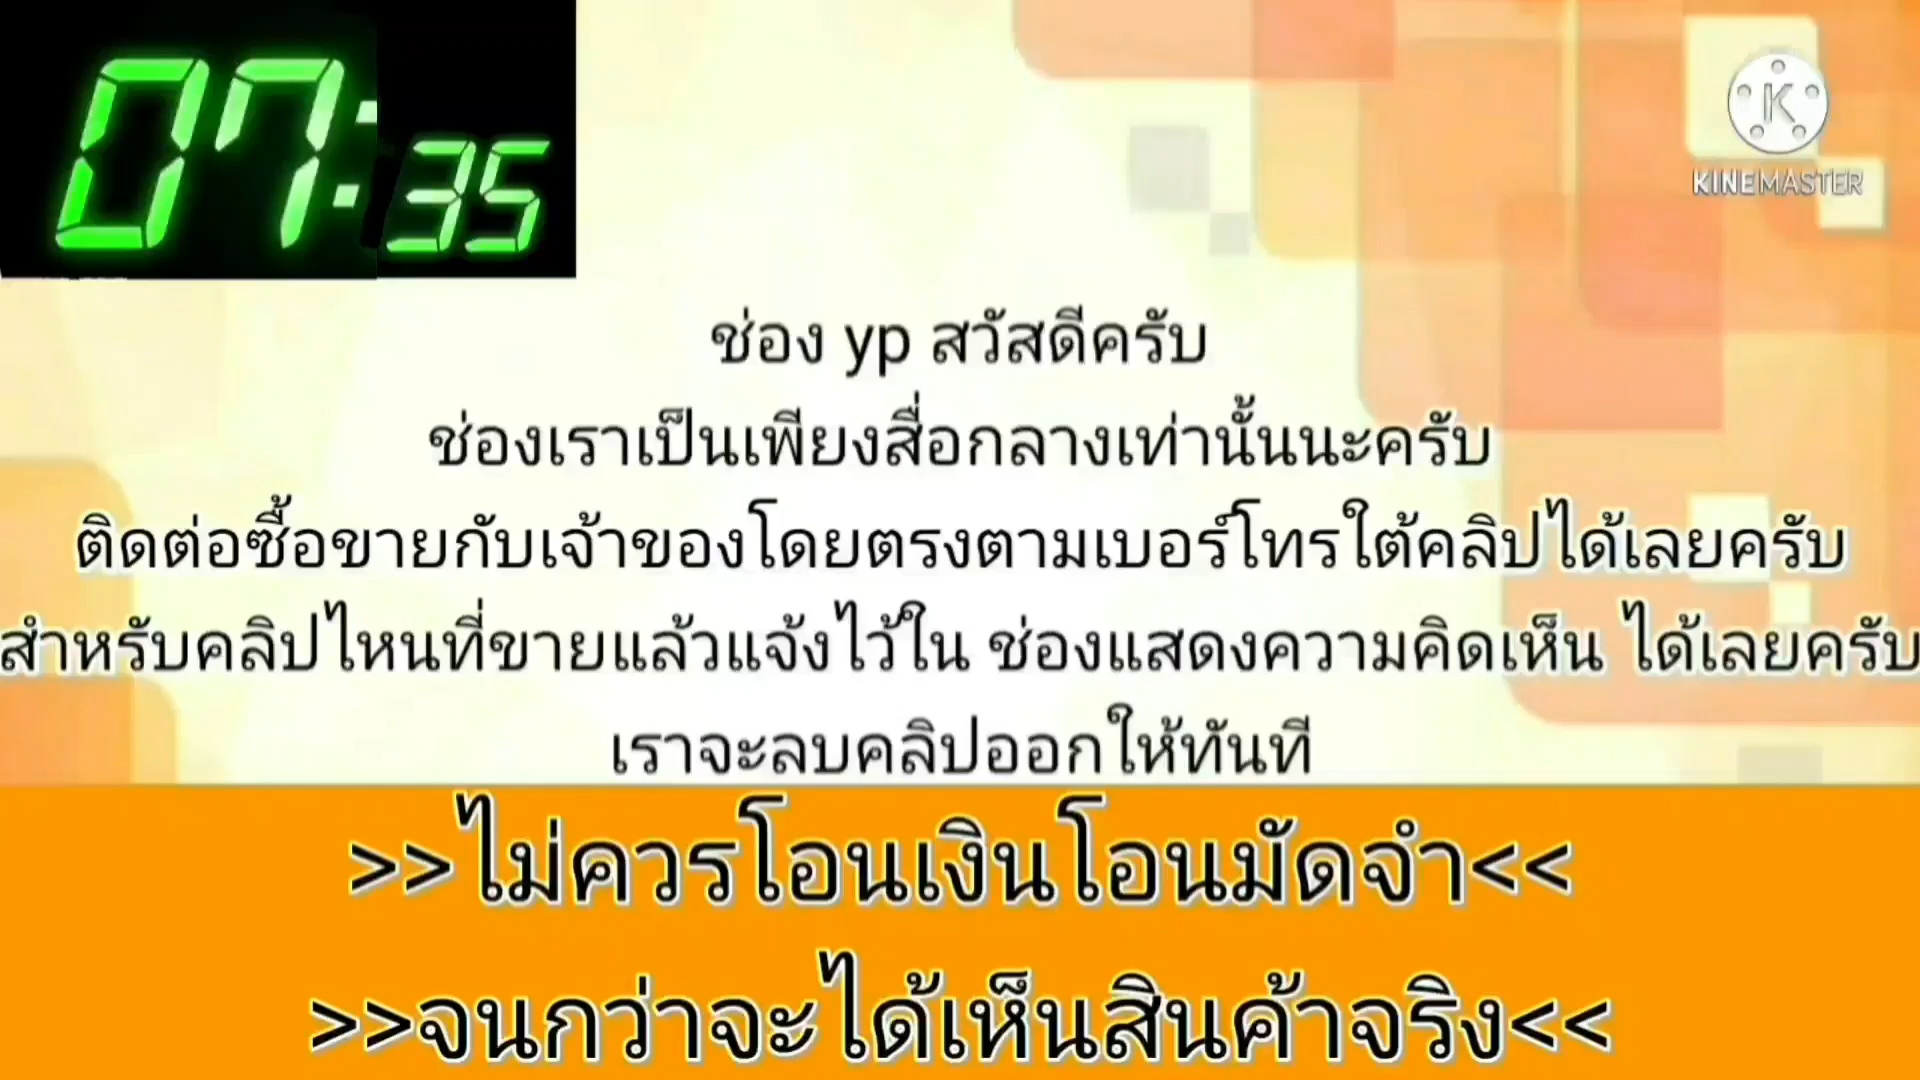 07:35
KINEMASTER
ช่อง yp สวัสดีครับ
ช่องเราเป็นเพียงสื่อกลางเท่านั้นนะครับ
ติดต่อซื้อขายกับเจ้าของโดยตรงตามเบอร์โทรใต้คลิปได้เลยครับ
สำหรับคลิปไหนที่ขายแล้วแจ้งไว้ใน ช่องแสดงความคิดเห็น ได้เลยครับ
เราจะลบคลิปออกให้ทันที
>>ไม่ควรโอนเงินโอนมัดจำ<<
>>จนกว่าจะได้เห็นสินค้าจริง<<